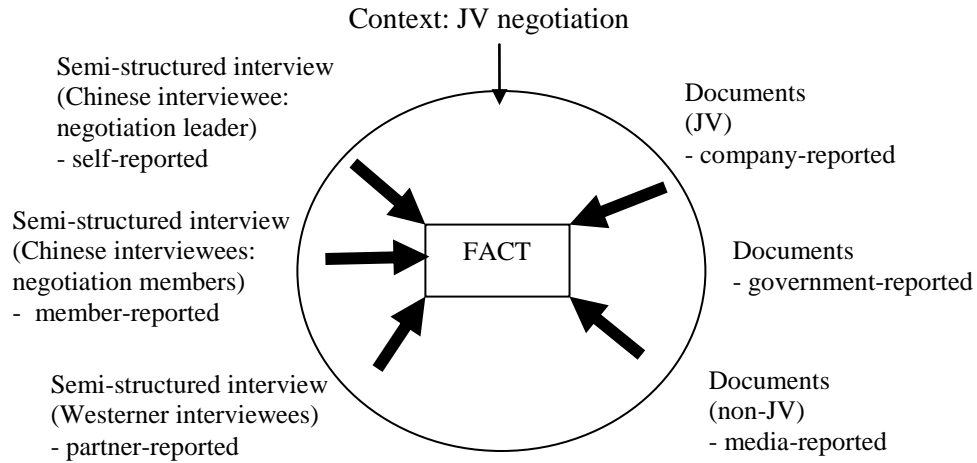 Context: JV negotiation
Semi-structured interview
(Chinese interviewee:
negotiation leader)
- self-reported
Semi-structured interview
(Chinese interviewees:
negotiation members)
- member-reported
Semi-structured interview
(Westerner interviewees)
- partner-reported
FACT
Documents
(JV)
- company-reported
Documents
- government-reported
Documents
(non-JV)
- media-reported